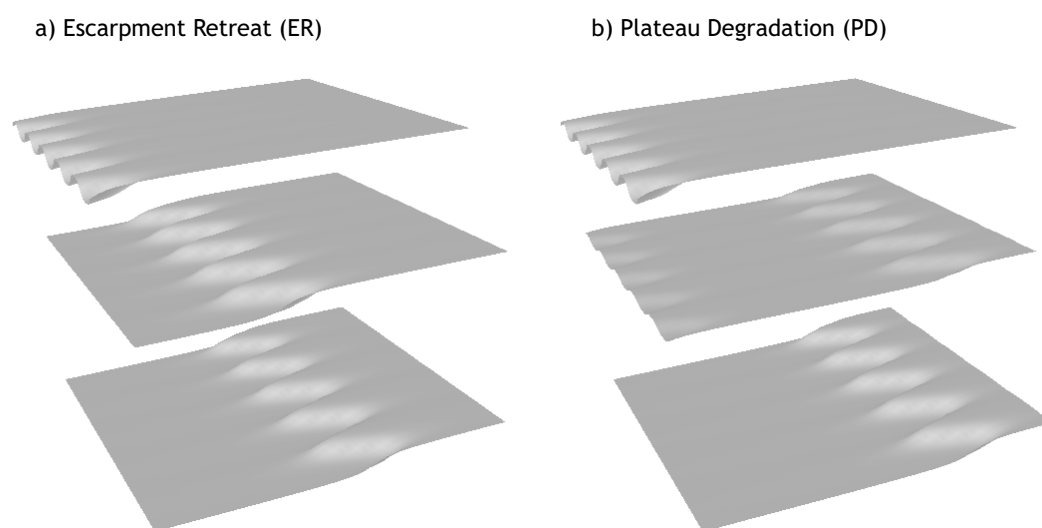 a) Escarpment Retreat (ER)
b) Plateau Degradation (PD)